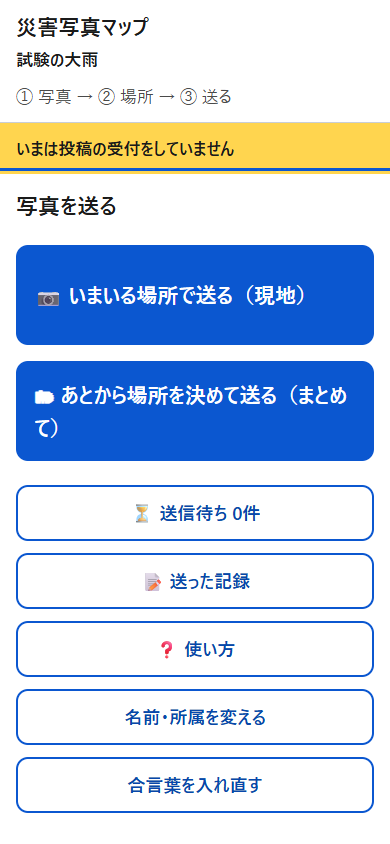 災害写真マップ
試験の大雨
① 写真 → ② 場所 → ③ 送る
いまは投稿の受付をしていません
写真を送る
いまいる場所で送る（現地）
あとから場所を決めて送る（まとめ
て）
送信待ち 0件
送った記録
❓ 使い方
名前・所属を変える
合言葉を入れ直す